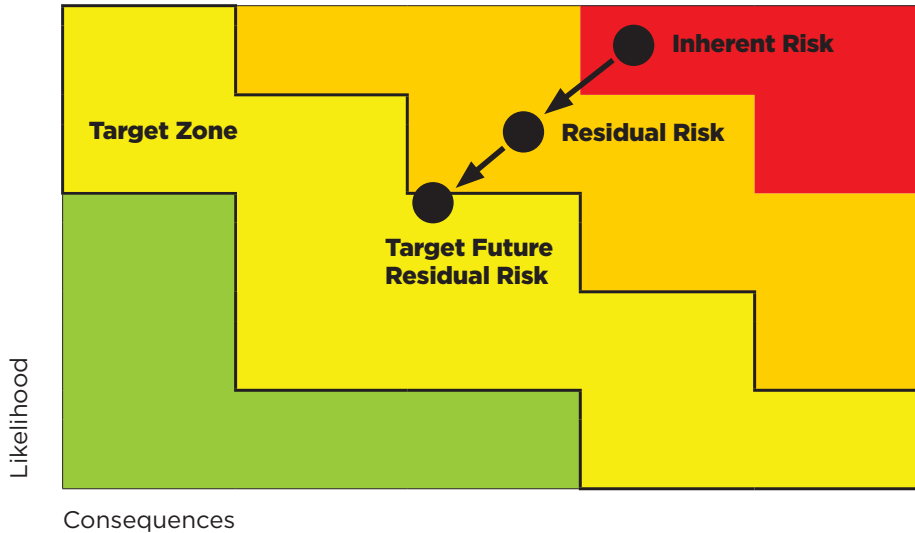 Inherent Risk
Target Zone
Residual Risk
Target Future
Residual Risk
Likelihood
Consequences